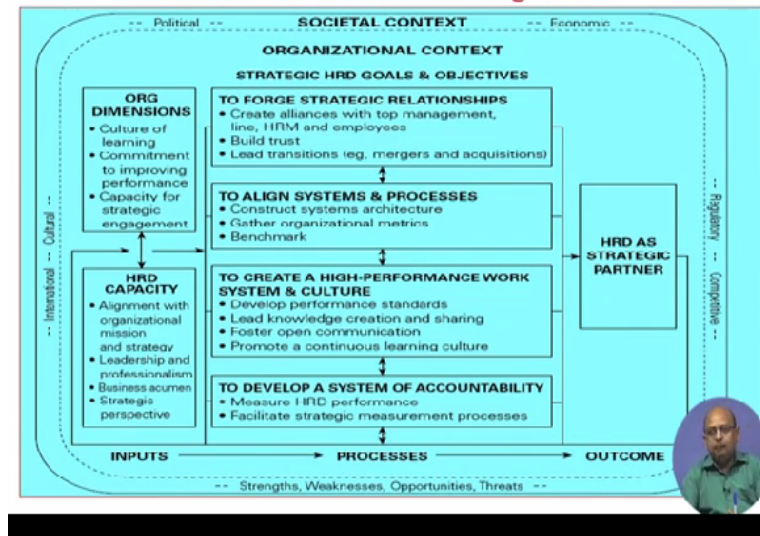 -- Political --
SOCIETAL CONTEXT
-- Economic --
ORGANIZATIONAL CONTEXT
STRATEGIC HRD GOALS & OBJECTIVES
ORG
DIMENSIONS
• Culture of
learning
• Commitment
to improving
performance
• Capacity for
strategic
engagement
HRD
CAPACITY
• Alignment with
organizational
mission
and strategy
• Leadership and
professionalism
• Business acumen
• Strategic
perspective
TO FORGE STRATEGIC RELATIONSHIPS
• Create alliances with top management,
line, HRM and employees
• Build trust
• Lead transitions (eg, mergers and acquisitions)
TO ALIGN SYSTEMS & PROCESSES
• Construct systems architecture
• Gather organizational metrics
• Benchmark
TO CREATE A HIGH-PERFORMANCE WORK
SYSTEM & CULTURE
• Develop performance standards
• Lead knowledge creation and sharing
• Foster open communication
• Promote a continuous learning culture
TO DEVELOP A SYSTEM OF ACCOUNTABILITY
• Measure HRD performance
• Facilitate strategic measurement processes
HRD AS
STRATEGIC
PARTNER
-- International -- Cultural --
-- Regulatory -- Competitive --
INPUTS
PROCESSES
OUTCOME
-- Strengths, Weaknesses, Opportunities, Threats --